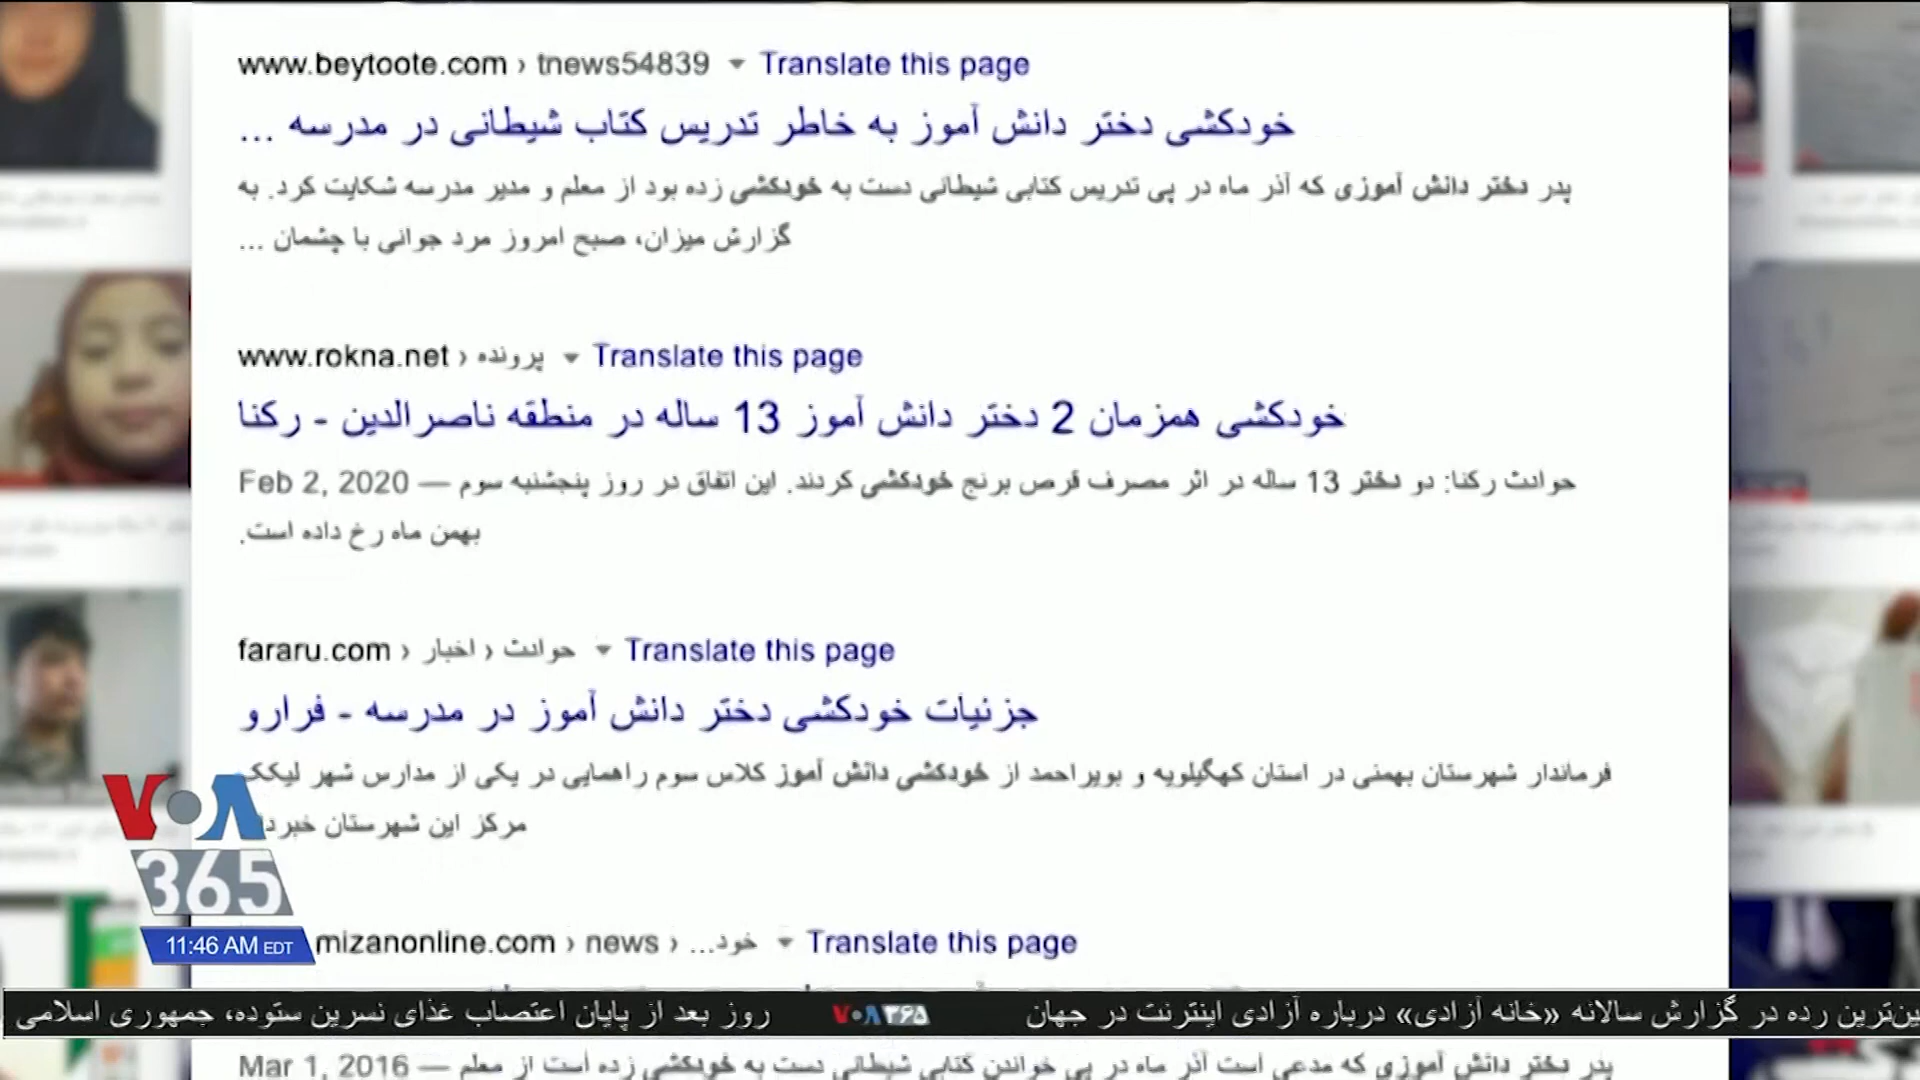 www.beytoote.com › tnews54839 Translate this page
خودکشی دختر دانش آموز به خاطر تدریس کتاب شیطانی در مدرسه ...
پدر دختر دانش آموزی که آذر ماه در پی تدریس کتابی شیطانی دست به خودکشی زده بود از معلم و مدیر مدرسه شکایت کرد. به
گزارش میزان، صبح امروز مرد جوانی با چشمان ...
www.rokna.net › پرونده Translate this page
خودکشی همزمان 2 دختر دانش آموز 13 ساله در منطقه ناصرالدین - رکنا
Feb 2, 2020 — حوادث رکنا: دو دختر 13 ساله در اثر مصرف قرص برنج خودکشی کردند. این اتفاق در روز پنجشنبه سوم
بهمن ماه رخ داده است.
fararu.com › حوادث › اخبار Translate this page
جزئیات خودکشی دختر دانش آموز در مدرسه - فرارو
فرماندار شهرستان بهمئی در استان کهگیلویه و بویراحمد از خودکشی دانش آموز کلاس سوم راهنمایی در یکی از مدارس شهر لیکک
مرکز این شهرستان
VOA
365
11:46 AM EDT
mizanonline.com › news › خود... Translate this page
رده در گزارش سالانه «خانه آزادی» درباره آزادی اینترنت در جهان VOA۳۶۵ روز بعد از پایان اعتصاب غذای نسرین ستوده، جمهوری اسلامی
Mar 1, 2016 — پدر دختر دانش آموزی که مدعی است آذر ماه در پی خواندن کتابی شیطانی دست به خودکشی زده است از معلم